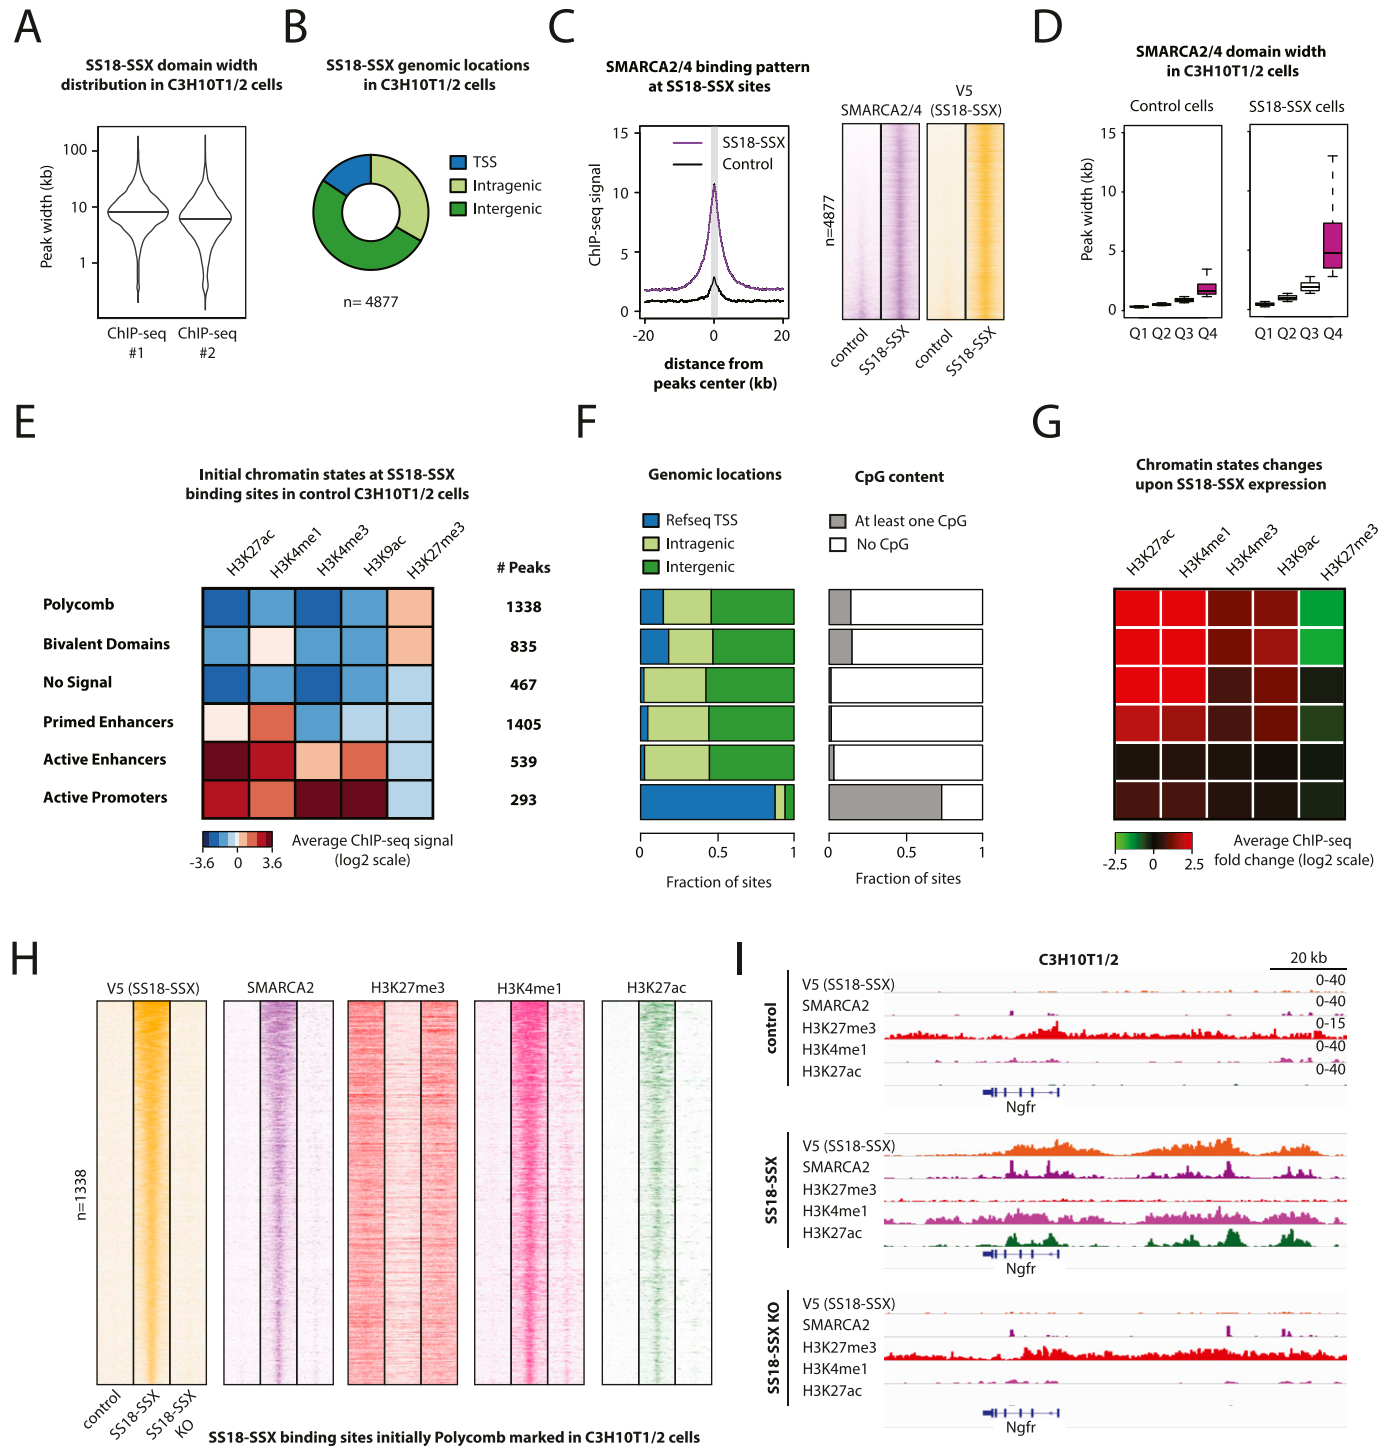 A
SS18-SSX domain width
distribution in C3H10T1/2 cells
Peak width (kb)
100
10
1
ChIP-seq
#1
ChIP-seq
#2
B
SS18-SSX genomic locations
in C3H10T1/2 cells
TSS
Intragenic
Intergenic
n= 4877
C
SMARCA2/4 binding pattern
at SS18-SSX sites
ChIP-seq signal
15
10
5
0
SS18-SSX
Control
-20
0
20
distance from
peaks center (kb)
SMARCA2/4
V5
(SS18-SSX)
n=4877
control
SS18-SSX
control
SS18-SSX
D
SMARCA2/4 domain width
in C3H10T1/2 cells
Control cells
SS18-SSX cells
Peak width (kb)
15
10
5
0
Q1 Q2 Q3 Q4
Q1 Q2 Q3 Q4
E
Initial chromatin states at SS18-SSX
binding sites in control C3H10T1/2 cells
H3K27ac
H3K4me1
H3K4me3
H3K9ac
H3K27me3
# Peaks
Polycomb
1338
Bivalent Domains
835
No Signal
467
Primed Enhancers
1405
Active Enhancers
539
Active Promoters
293
-3.6
0
3.6
Average ChIP-seq signal
(log2 scale)
F
Genomic locations
Refseq TSS
Intragenic
Intergenic
0
0.5
1
Fraction of sites
CpG content
At least one CpG
No CpG
0
0.5
1
Fraction of sites
G
Chromatin states changes
upon SS18-SSX expression
H3K27ac
H3K4me1
H3K4me3
H3K9ac
H3K27me3
-2.5
0
2.5
Average ChIP-seq
fold change (log2 scale)
H
V5 (SS18-SSX)
SMARCA2
H3K27me3
H3K4me1
H3K27ac
n=1338
control
SS18-SSX
SS18-SSX
KO
SS18-SSX binding sites initially Polycomb marked in C3H10T1/2 cells
I
C3H10T1/2
20 kb
control
V5 (SS18-SSX)
0-40
SMARCA2
0-40
H3K27me3
0-15
H3K4me1
0-40
H3K27ac
0-40
Ngfr
SS18-SSX
V5 (SS18-SSX)
SMARCA2
H3K27me3
H3K4me1
H3K27ac
Ngfr
SS18-SSX KO
V5 (SS18-SSX)
SMARCA2
H3K27me3
H3K4me1
H3K27ac
Ngfr